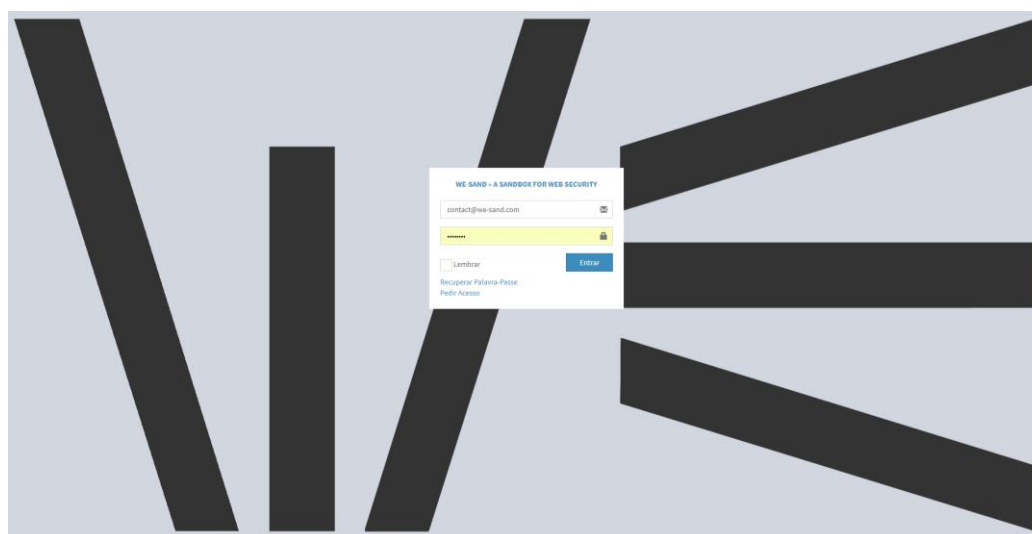 WE-SAND - A SANDBOX FOR WEB SECURITY
contact@we-sand.com
••••••••
Lembrar
Entrar
Recuperar Palavra-Passe
Pedir Acesso